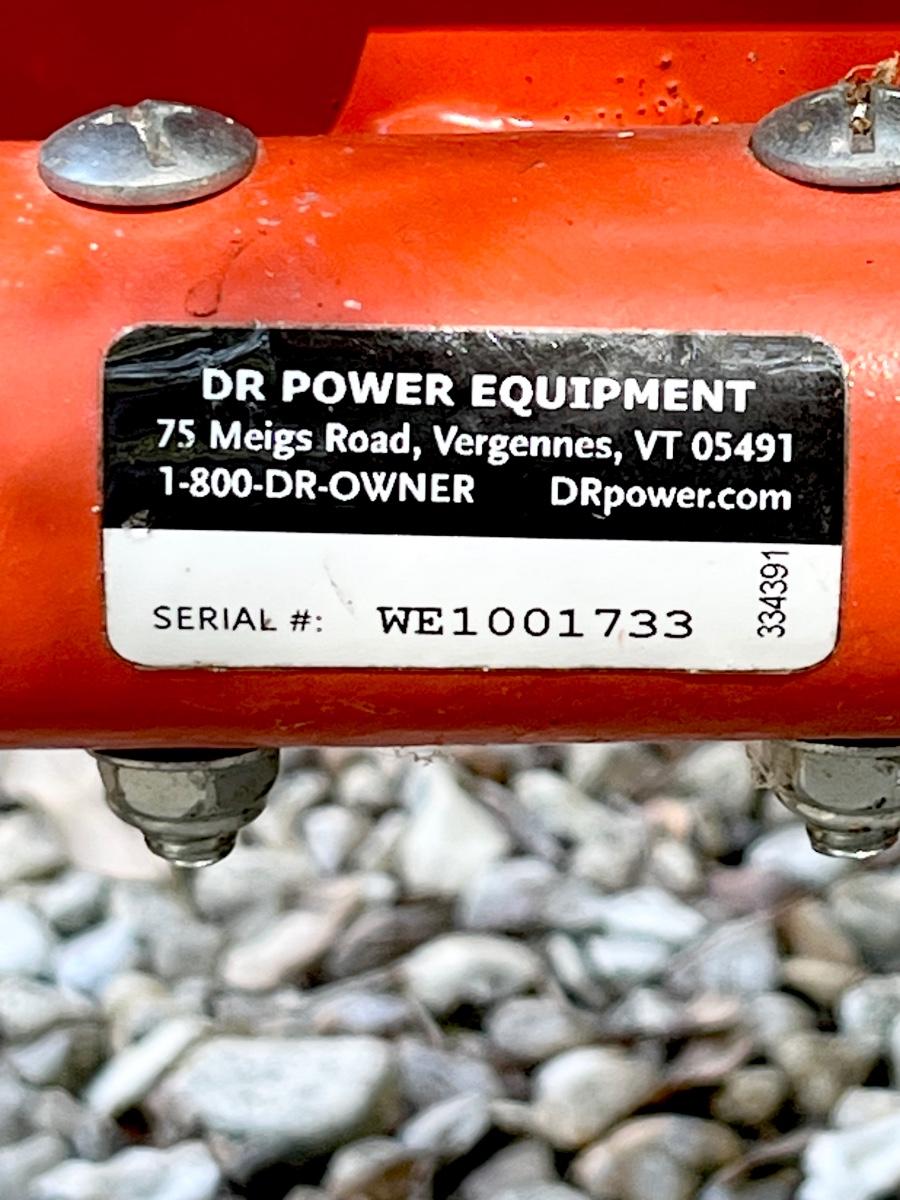 DR POWER EQUIPMENT
75 Meigs Road, Vergennes, VT 05491
1-800-DR-OWNER DRpower.com
SERIAL #: WE1001733
334391